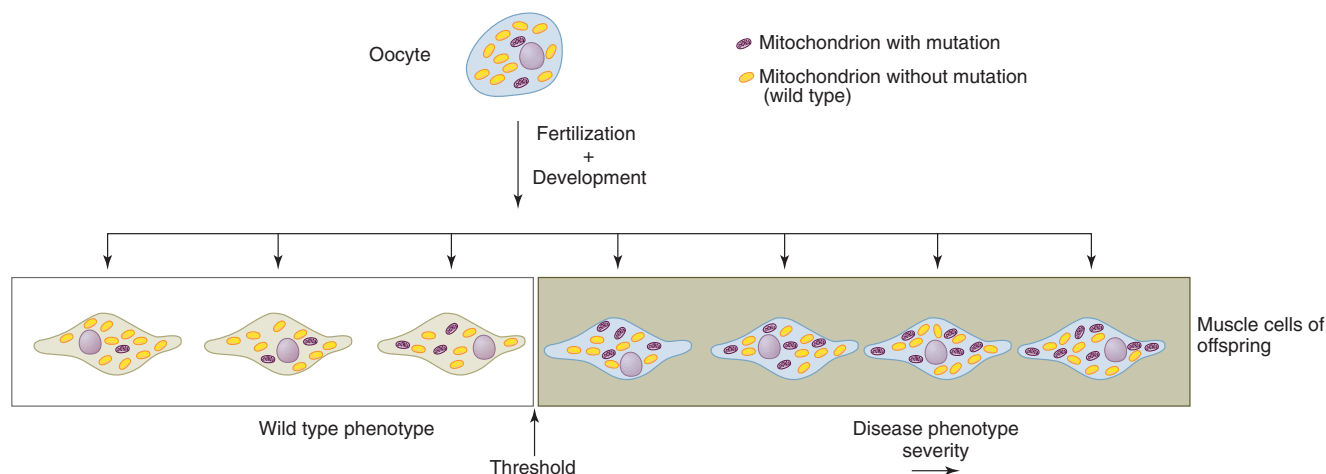 Oocyte
Mitochondrion with mutation
Mitochondrion without mutation
(wild type)
Fertilization
+
Development
Muscle cells of
offspring
Wild type phenotype
Threshold
Disease phenotype
severity